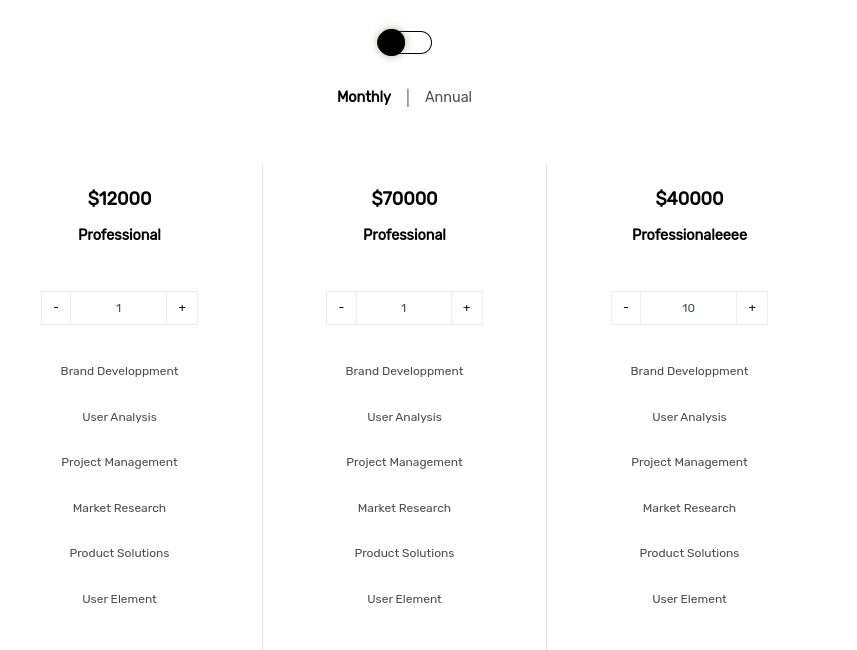 Monthly | Annual
$12000
Professional
- 1 +
Brand Developpment
User Analysis
Project Management
Market Research
Product Solutions
User Element
$70000
Professional
- 1 +
Brand Developpment
User Analysis
Project Management
Market Research
Product Solutions
User Element
$40000
Professionaleeee
- 10 +
Brand Developpment
User Analysis
Project Management
Market Research
Product Solutions
User Element